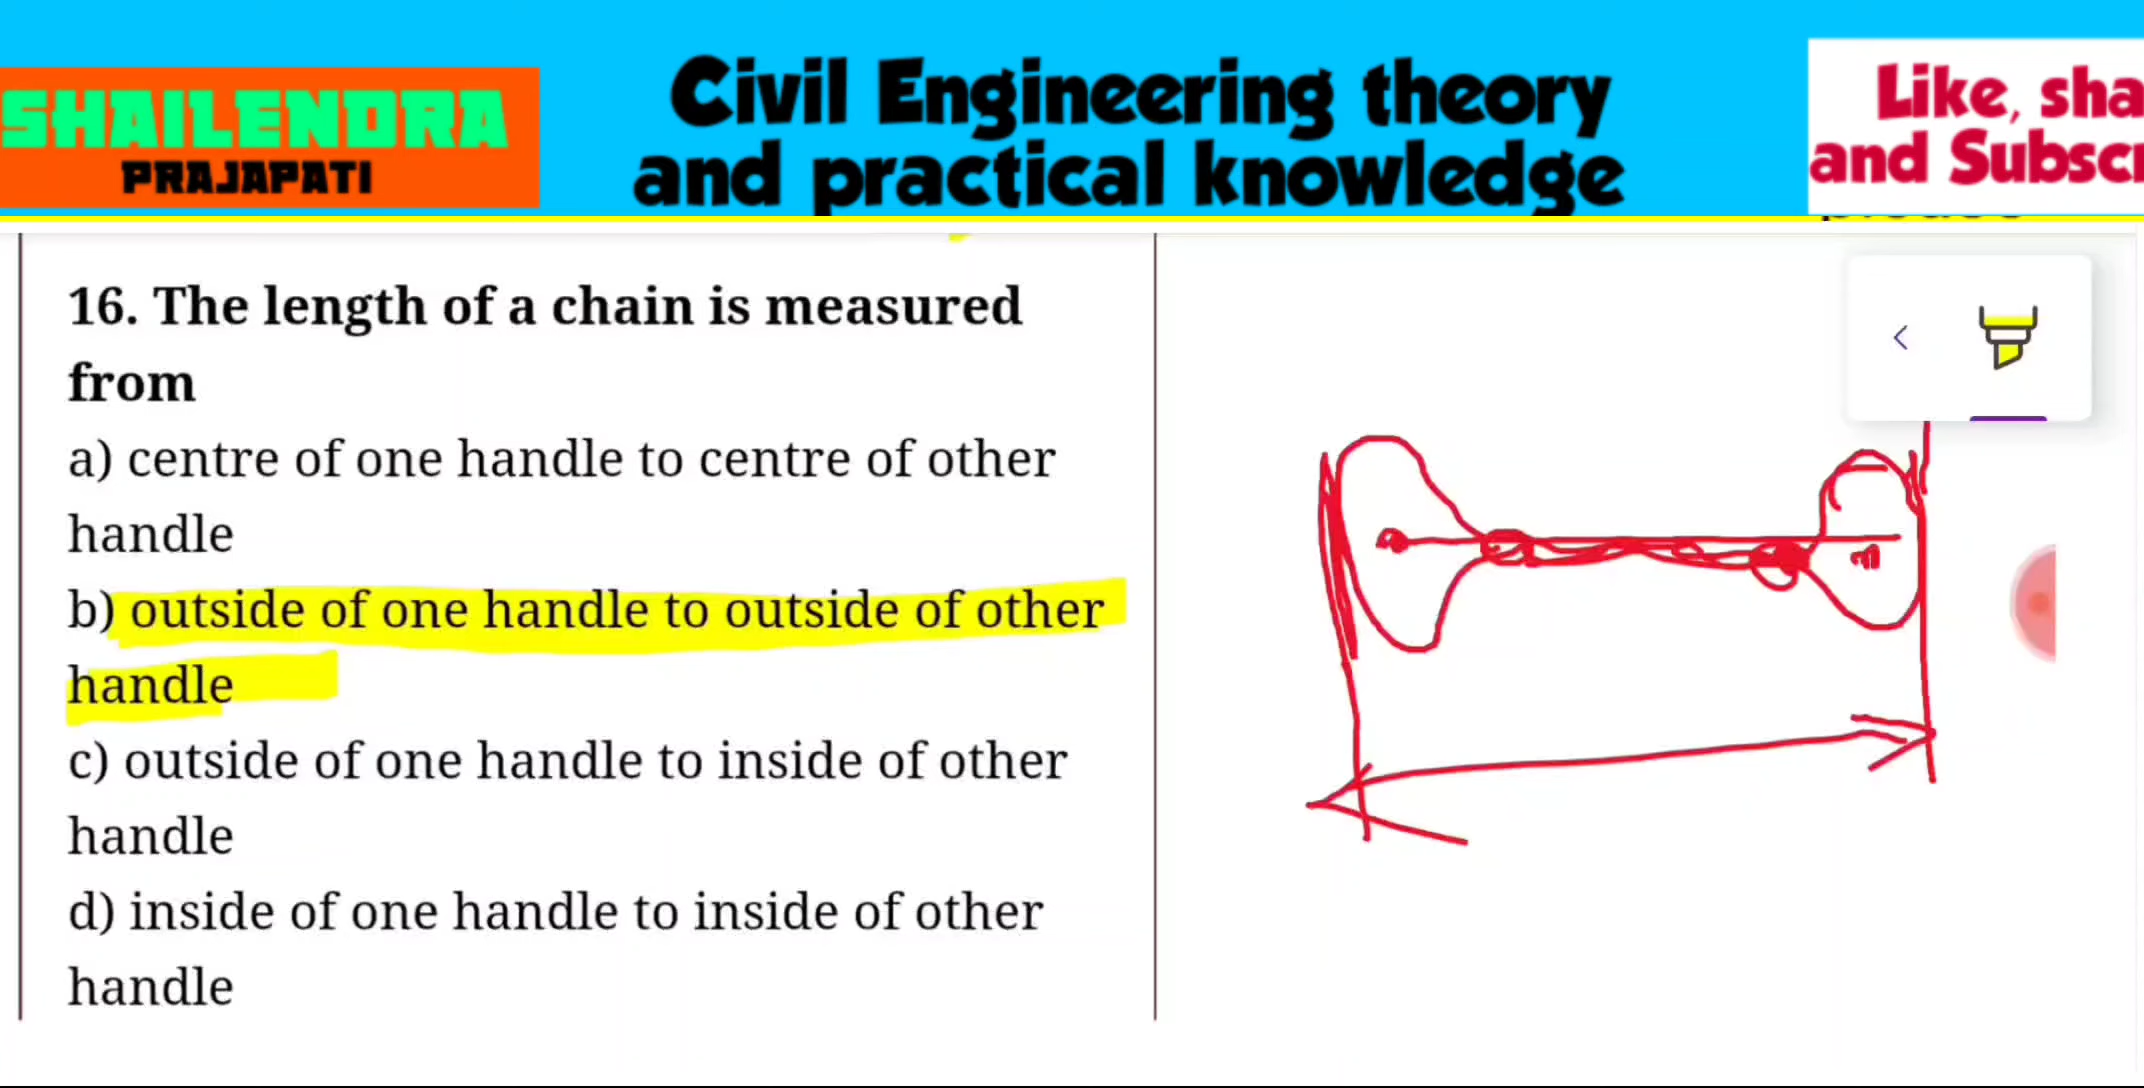 SHAILENDRA
PRAJAPATI
Civil Engineering theory
and practical knowledge
Like, sha
and Subscr
16. The length of a chain is measured
from
a) centre of one handle to centre of other
handle
b) outside of one handle to outside of other
handle
c) outside of one handle to inside of other
handle
d) inside of one handle to inside of other
handle